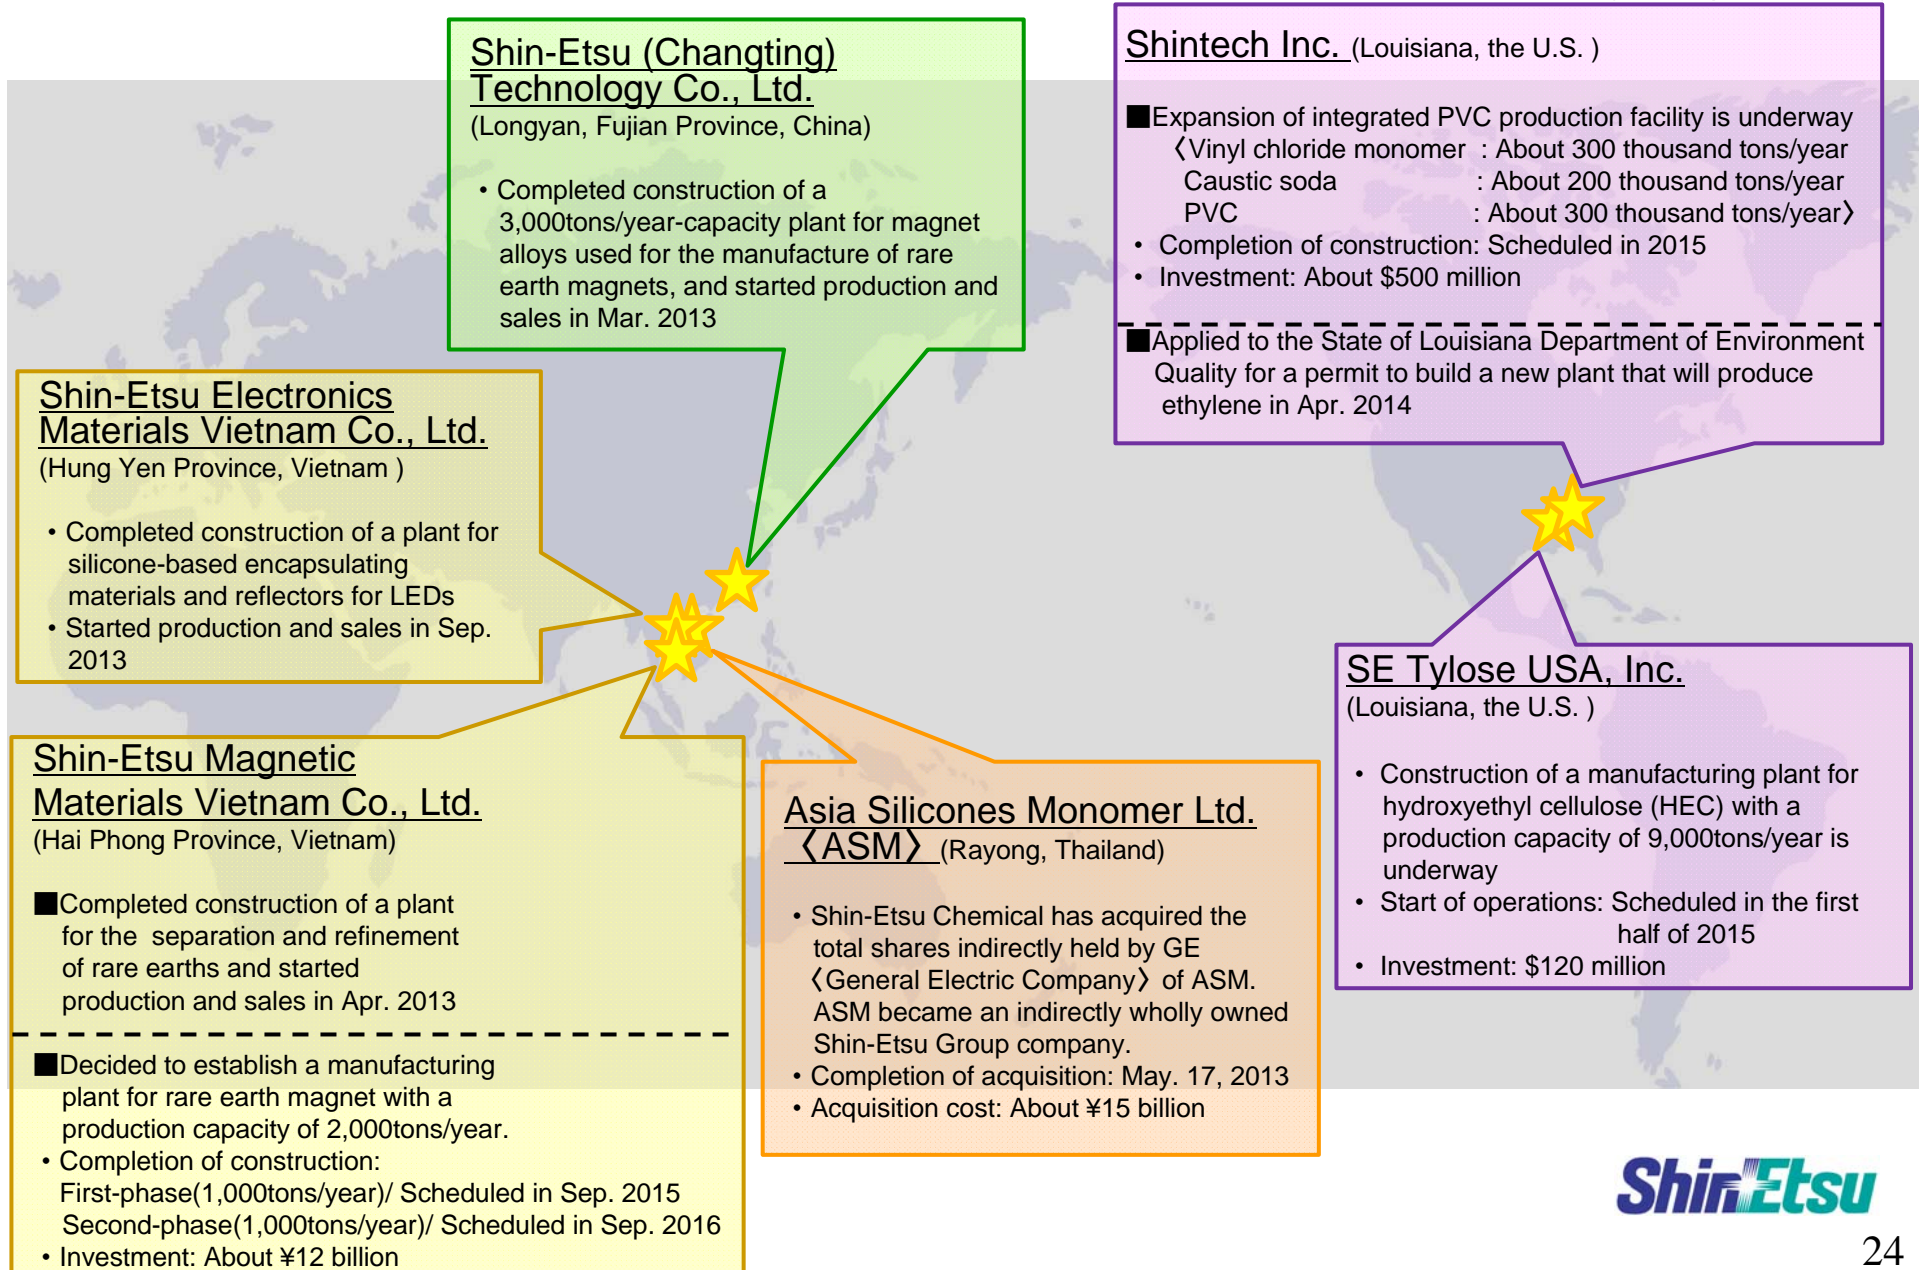 Shin-Etsu (Changting)
Technology Co., Ltd.
(Longyan, Fujian Province, China)
• Completed construction of a
3,000tons/year-capacity plant for magnet
alloys used for the manufacture of rare
earth magnets, and started production and
sales in Mar. 2013
Shintech Inc. (Louisiana, the U.S. )
■Expansion of integrated PVC production facility is underway
〈Vinyl chloride monomer : About 300 thousand tons/year
Caustic soda : About 200 thousand tons/year
PVC : About 300 thousand tons/year〉
• Completion of construction: Scheduled in 2015
• Investment: About $500 million
■Applied to the State of Louisiana Department of Environment
Quality for a permit to build a new plant that will produce
ethylene in Apr. 2014
Shin-Etsu Electronics
Materials Vietnam Co., Ltd.
(Hung Yen Province, Vietnam )
• Completed construction of a plant for
silicone-based encapsulating
materials and reflectors for LEDs
• Started production and sales in Sep.
2013
SE Tylose USA, Inc.
(Louisiana, the U.S. )
• Construction of a manufacturing plant for
hydroxyethyl cellulose (HEC) with a
production capacity of 9,000tons/year is
underway
• Start of operations: Scheduled in the first
half of 2015
• Investment: $120 million
Shin-Etsu Magnetic
Materials Vietnam Co., Ltd.
(Hai Phong Province, Vietnam)
■Completed construction of a plant
for the separation and refinement
of rare earths and started
production and sales in Apr. 2013
■Decided to establish a manufacturing
plant for rare earth magnet with a
production capacity of 2,000tons/year.
• Completion of construction:
First-phase(1,000tons/year)/ Scheduled in Sep. 2015
Second-phase(1,000tons/year)/ Scheduled in Sep. 2016
• Investment: About ¥12 billion
Asia Silicones Monomer Ltd.
〈ASM〉 (Rayong, Thailand)
• Shin-Etsu Chemical has acquired the
total shares indirectly held by GE
〈General Electric Company〉 of ASM.
ASM became an indirectly wholly owned
Shin-Etsu Group company.
• Completion of acquisition: May. 17, 2013
• Acquisition cost: About ¥15 billion
ShinEtsu
24